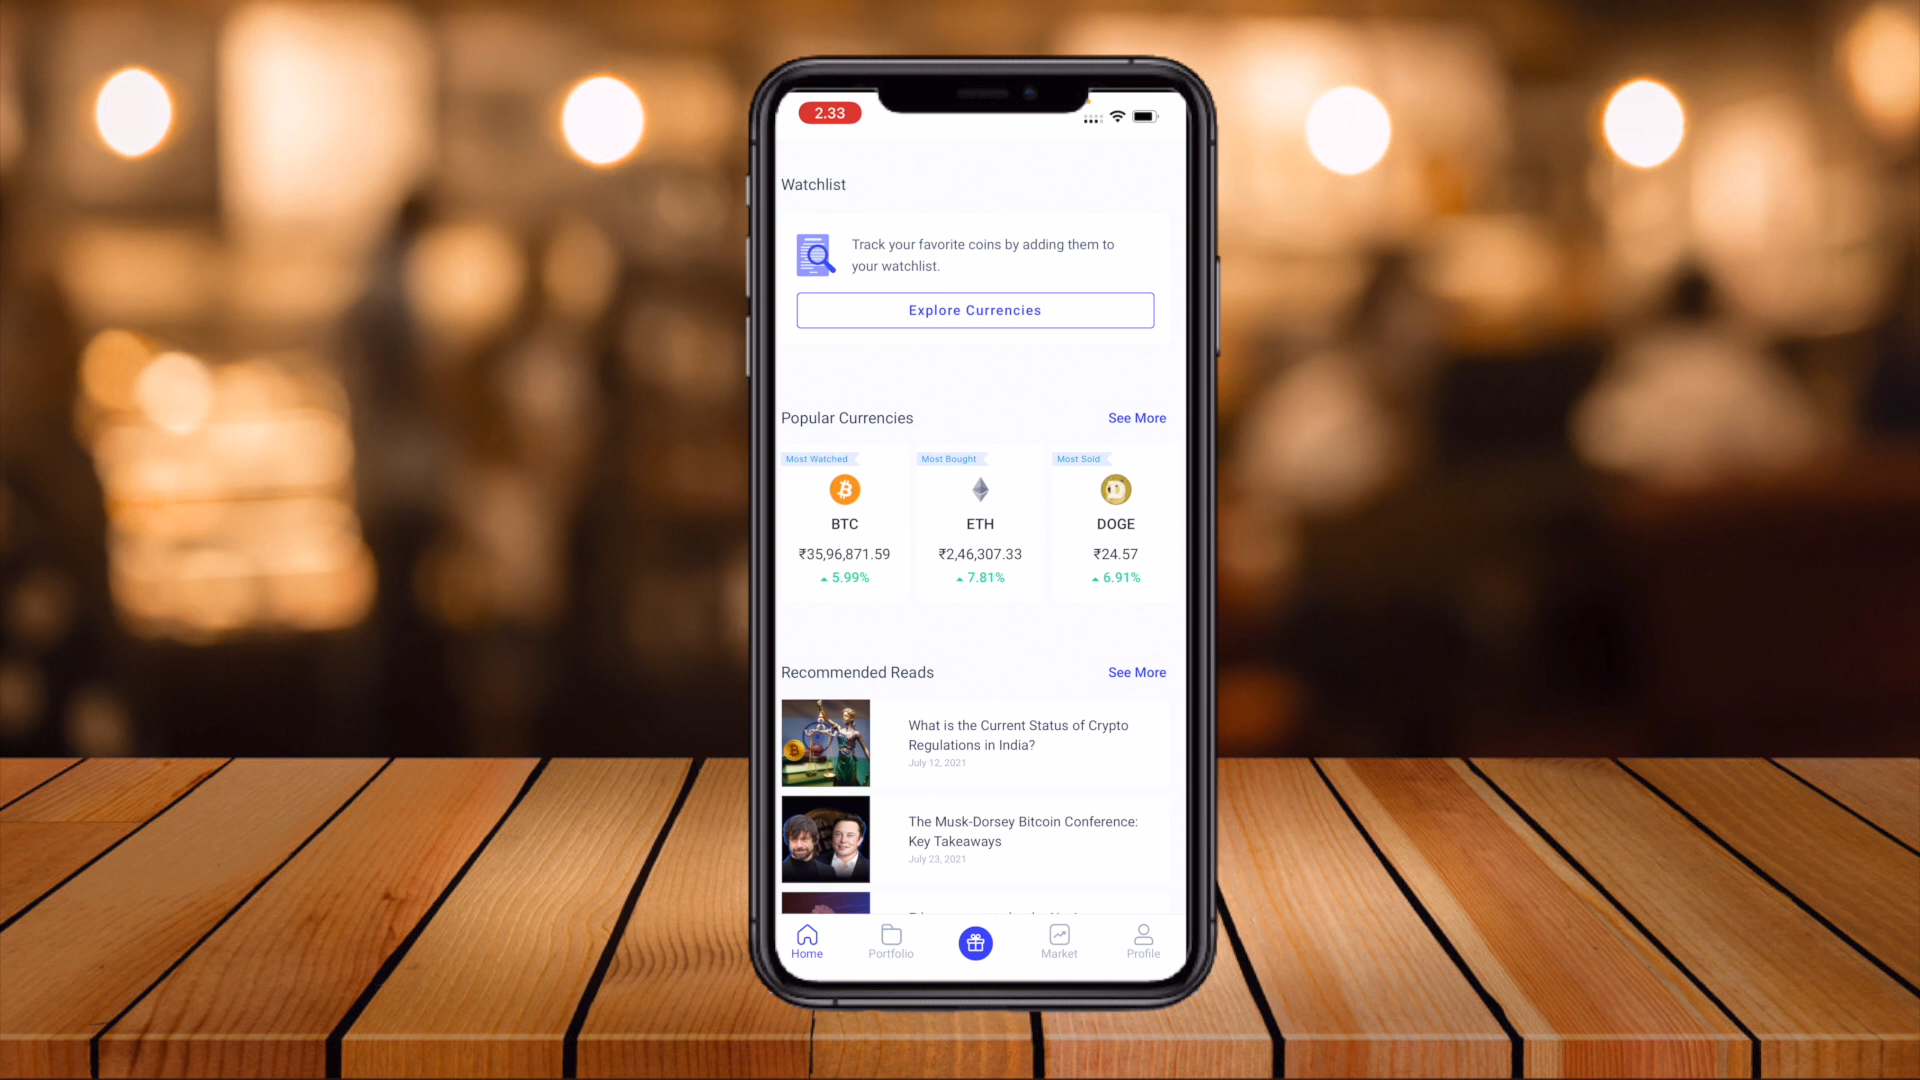 2.33
Watchlist
Track your favorite coins by adding them to
your watchlist.
Explore Currencies
Popular Currencies See More
Most Watched Most Bought Most Sold
BTC ETH DOGE
₹35,96,871.59 ₹2,46,307.33 ₹24.57
5.99% 7.81% 6.91%
Recommended Reads See More
What is the Current Status of Crypto
Regulations in India?
July 12, 2021
The Musk-Dorsey Bitcoin Conference:
Key Takeaways
July 23, 2021
Home Portfolio Market Profile